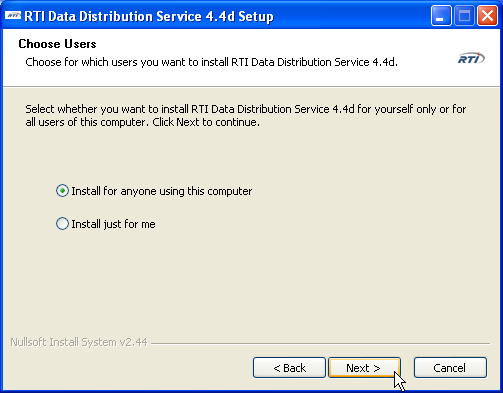 RTI RTI Data Distribution Service 4.4d Setup
Choose Users
Choose for which users you want to install RTI Data Distribution Service 4.4d.
RTI
Select whether you want to install RTI Data Distribution Service 4.4d for yourself only or for
all users of this computer. Click Next to continue.
Install for anyone using this computer
Install just for me
Nullsoft Install System v2.44
< Back Next > Cancel